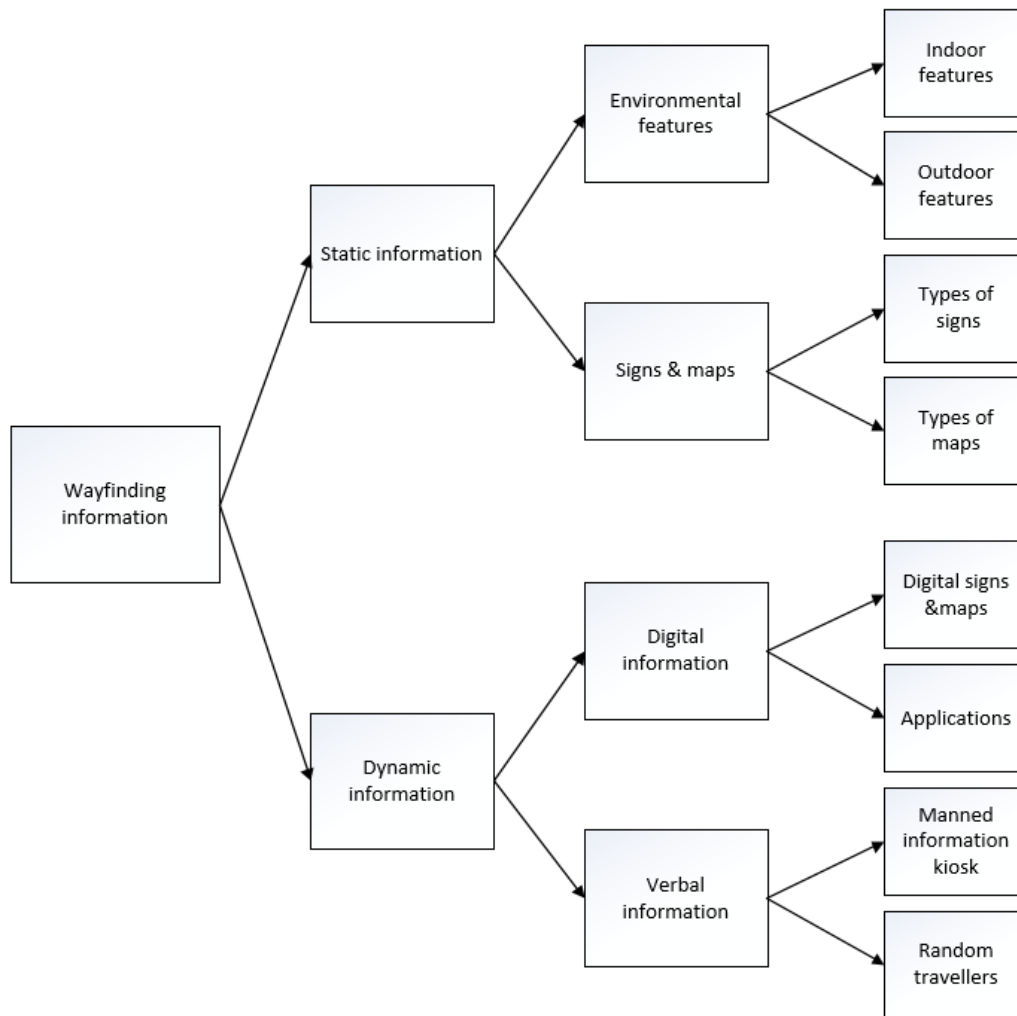 Wayfinding
information
Static information
Dynamic
information
Environmental
features
Signs & maps
Digital
information
Verbal
information
Indoor
features
Outdoor
features
Types of
signs
Types of
maps
Digital signs
&maps
Applications
Manned
information
kiosk
Random
travellers